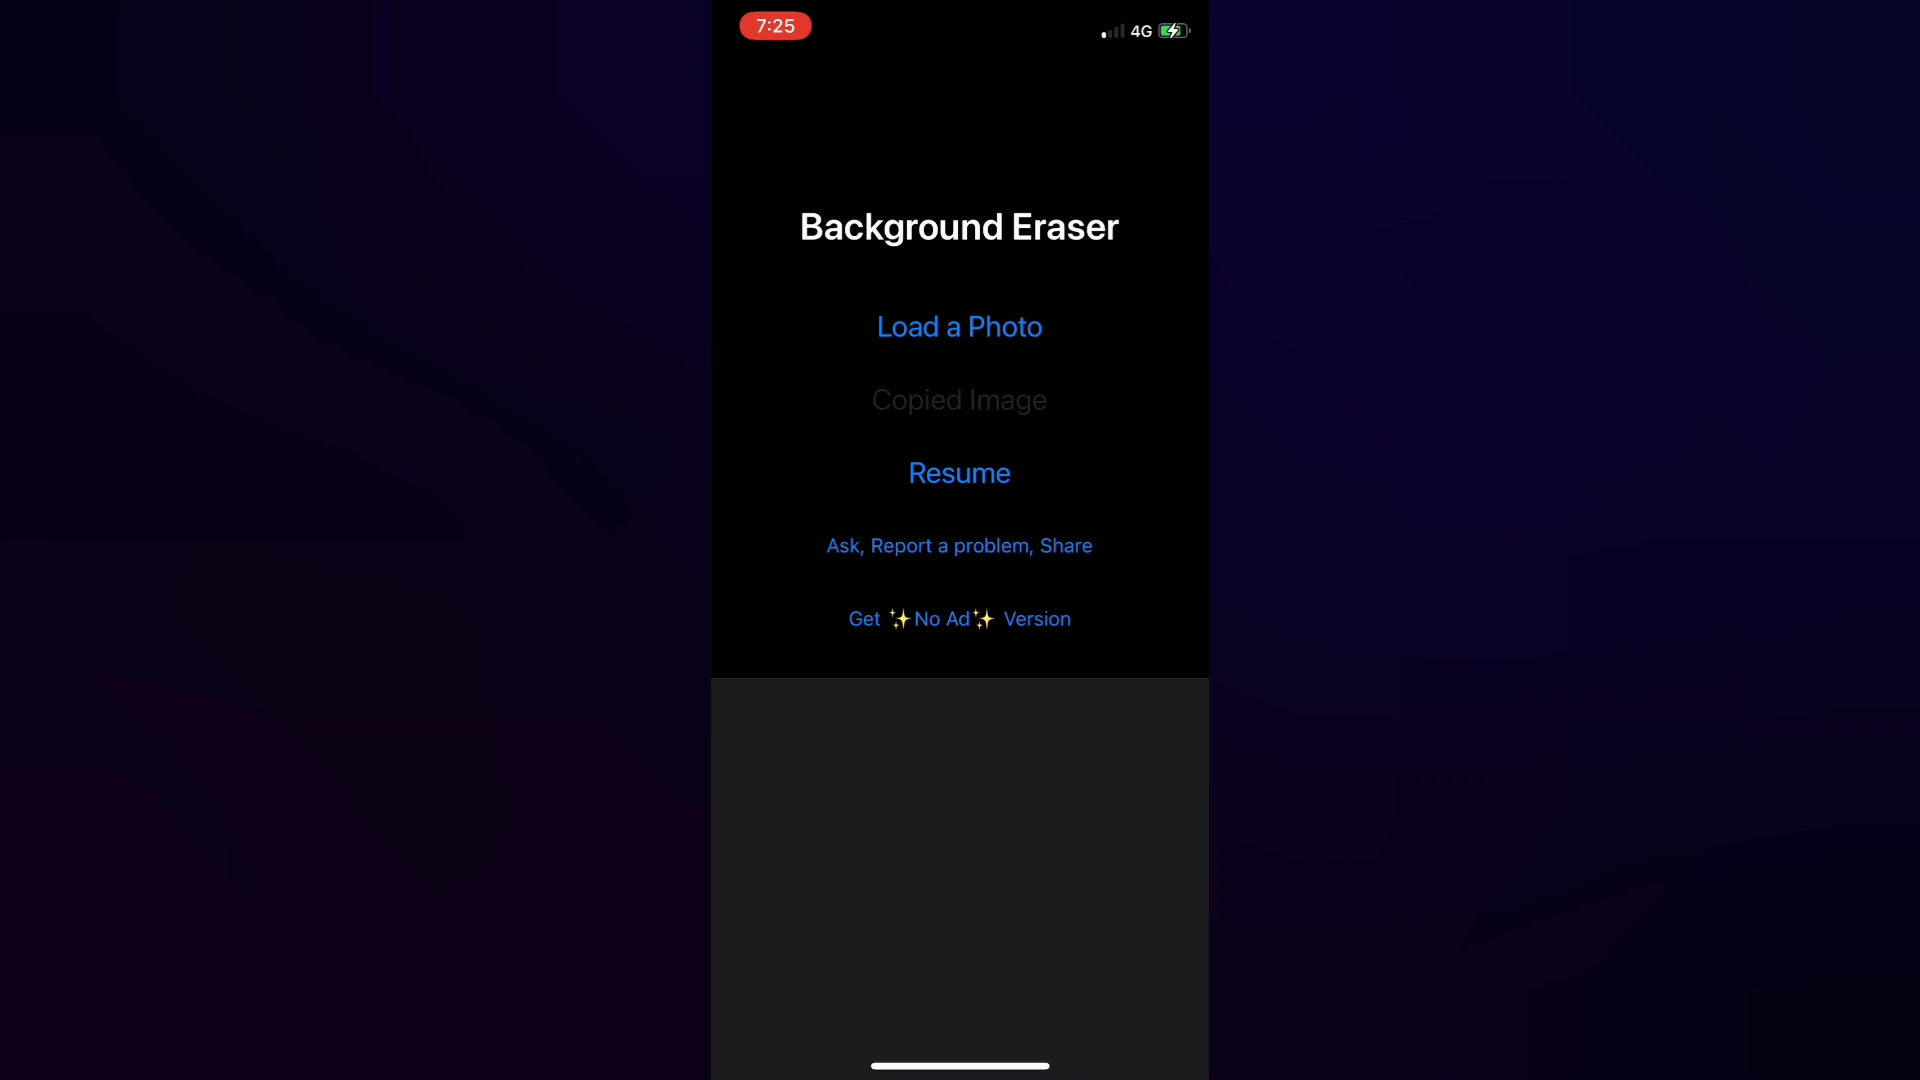 7:25
4G
Background Eraser
Load a Photo
Copied Image
Resume
Ask, Report a problem, Share
Get ✨No Ad✨ Version